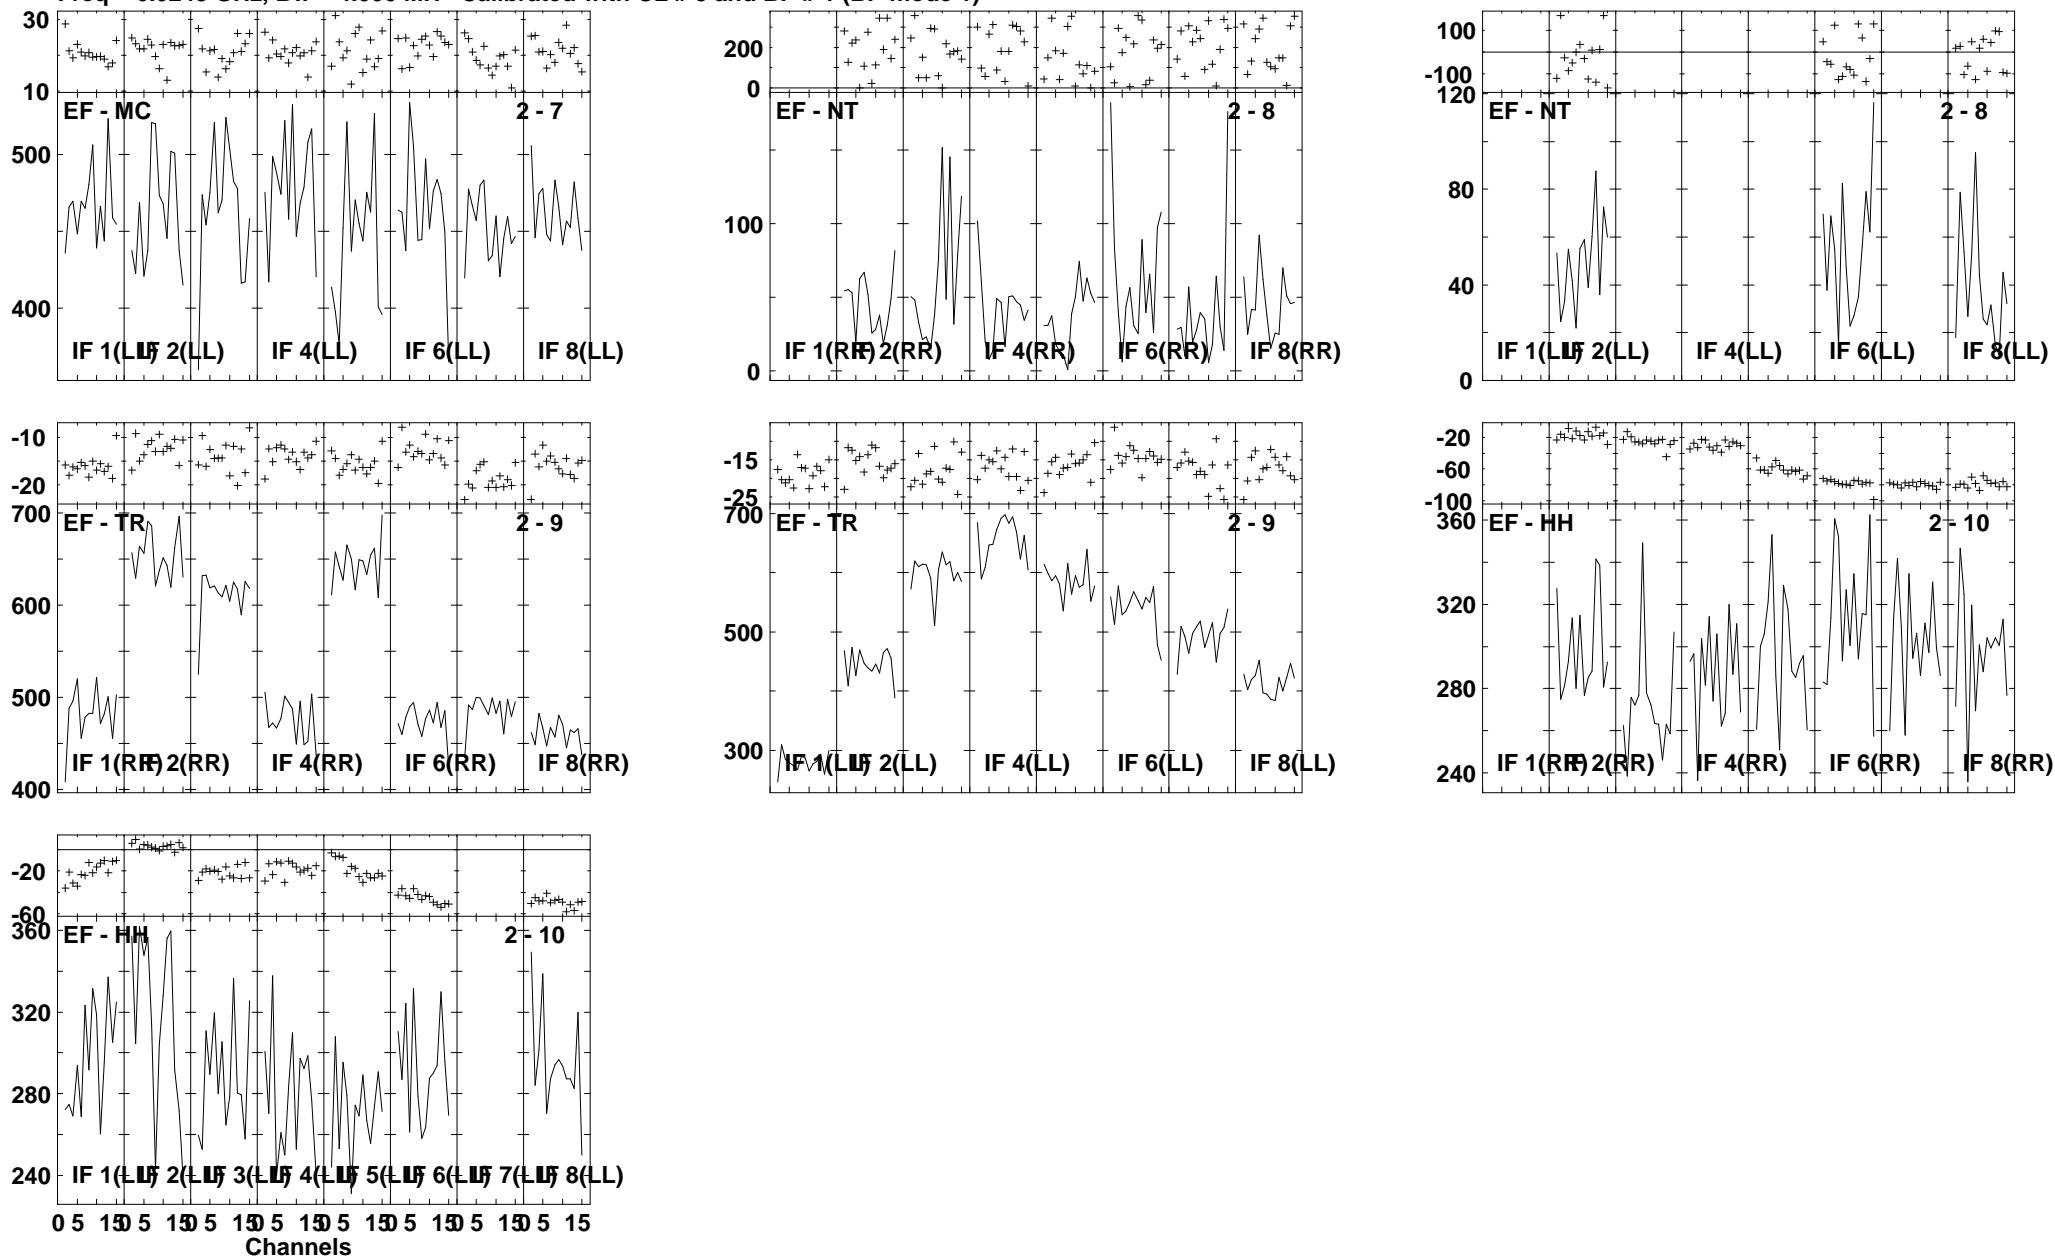 30
10
EF - MC
2 - 7
500
400
IF 1(LL) IF 2(LL) IF 4(LL) IF 6(LL) IF 8(LL)
200
0
EF - NT
2 - 8
100
0
IF 1(RR) IF 2(RR) IF 4(RR) IF 6(RR) IF 8(RR)
100
-100
120
EF - NT
2 - 8
80
40
0
IF 1(LL) IF 2(LL) IF 4(LL) IF 6(LL) IF 8(LL)
-10
-20
700
EF - TR
2 - 9
600
500
400
IF 1(RR) IF 2(RR) IF 4(RR) IF 6(RR) IF 8(RR)
-15
-25
700
EF - TR
2 - 9
500
300
IF 1(LL) IF 2(LL) IF 4(LL) IF 6(LL) IF 8(LL)
-20
-60
-100
360
EF - HH
2 - 10
320
280
240
IF 1(RR) IF 2(RR) IF 4(RR) IF 6(RR) IF 8(RR)
-20
-60
360
EF - HH
2 - 10
320
280
240
IF 1(LL) IF 2(LL) IF 3(LL) IF 4(LL) IF 5(LL) IF 6(LL) IF 7(LL) IF 8(LL)
0 5 15 0 5 15 0 5 15 0 5 15 0 5 15 0 5 15 0 5 15 0 5 15
Channels